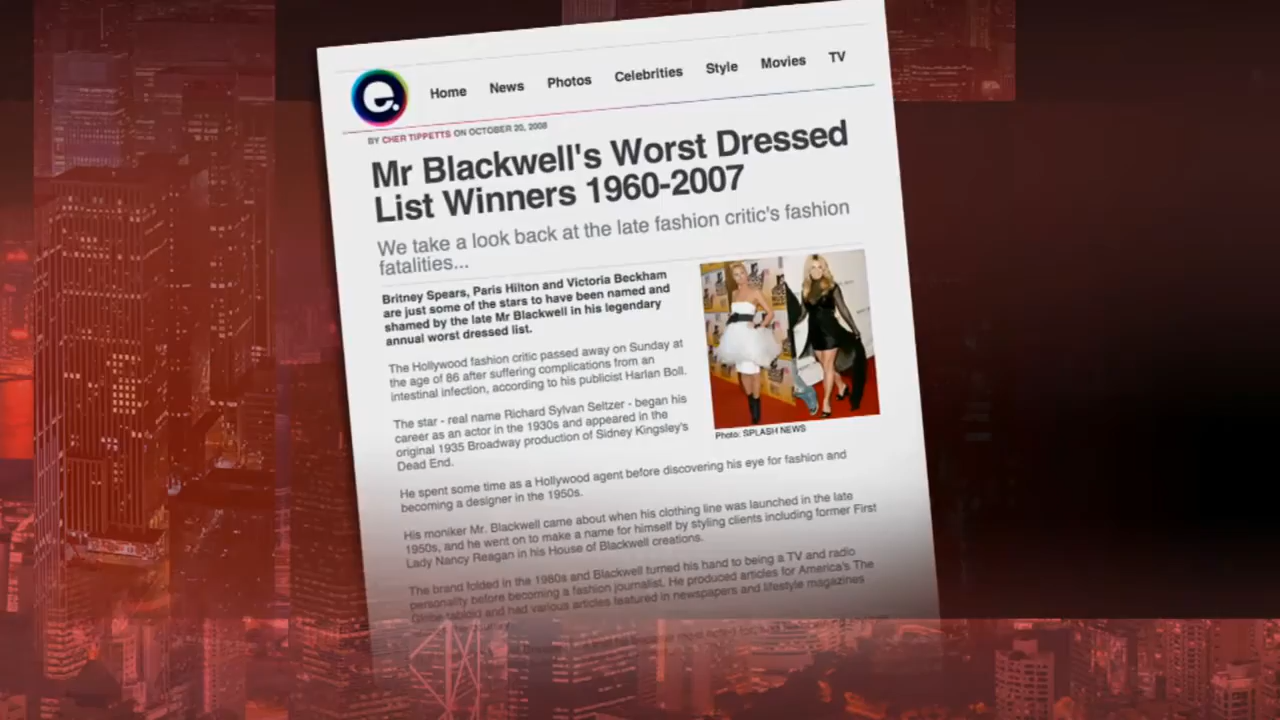 e.
Home News Photos Celebrities Style Movies TV
BY CHER TIPPETTS ON OCTOBER 20, 2008
Mr Blackwell's Worst Dressed
List Winners 1960-2007
We take a look back at the late fashion critic's fashion
fatalities...
Britney Spears, Paris Hilton and Victoria Beckham
are just some of the stars to have been named and
shamed by the late Mr Blackwell in his legendary
annual worst dressed list.
The Hollywood fashion critic passed away on Sunday at
the age of 86 after suffering complications from an
intestinal infection, according to his publicist Harlan Boll.
The star - real name Richard Sylvan Seltzer - began his
career as an actor in the 1930s and appeared in the
original 1935 Broadway production of Sidney Kingsley's
Dead End.
Photo: SPLASH NEWS
He spent some time as a Hollywood agent before discovering his eye for fashion and
becoming a designer in the 1950s.
His moniker Mr. Blackwell came about when his clothing line was launched in the late
1950s, and he went on to make a name for himself by styling clients including former First
Lady Nancy Reagan in his House of Blackwell creations.
The brand folded in the 1980s and Blackwell turned his hand to being a TV and radio
personality before becoming a fashion journalist. He produced articles for America's The
Globe tabloid and had various articles featured in newspapers and lifestyle magazines